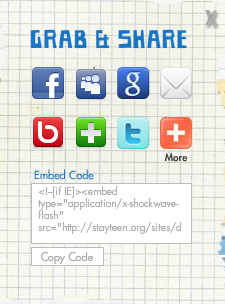 GRAB & SHARE
More
Embed Code
<!–[if IE]><embed
type="application/x-shockwave-
flash"
src="http://stayteen.org/sites/d
Copy Code